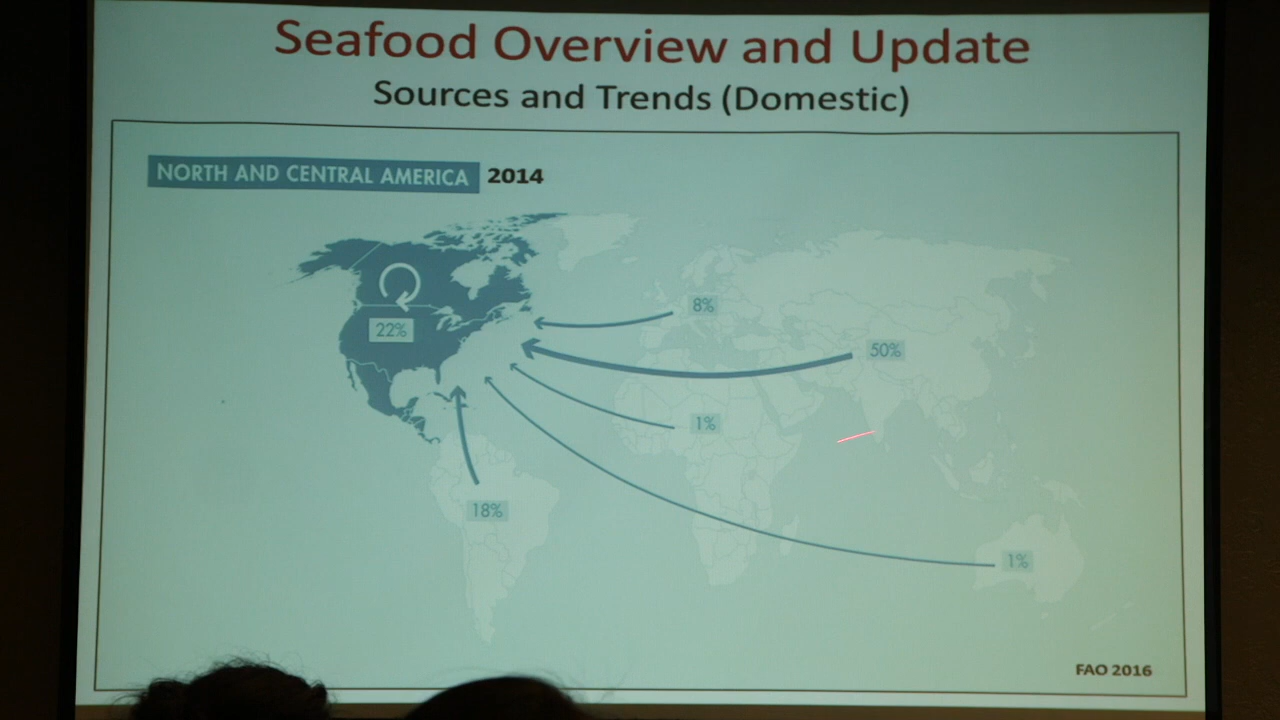 Seafood Overview and Update
Sources and Trends (Domestic)
NORTH AND CENTRAL AMERICA 2014
22%
8%
50%
1%
18%
1%
FAO 2016